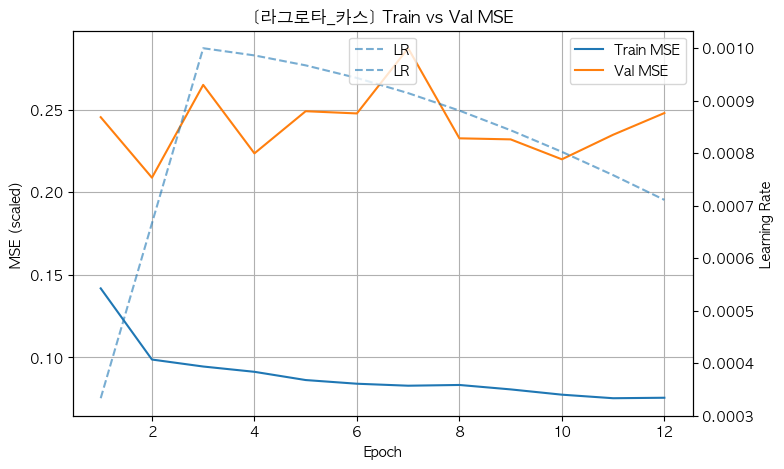 [라그로타_카스] Train vs Val MSE
LR
LR
Train MSE
Val MSE
MSE (scaled)
0.25
0.20
0.15
0.10
0.0010
0.0009
0.0008
0.0007
0.0006
0.0005
0.0004
0.0003
Learning Rate
2
4
6
8
10
12
Epoch